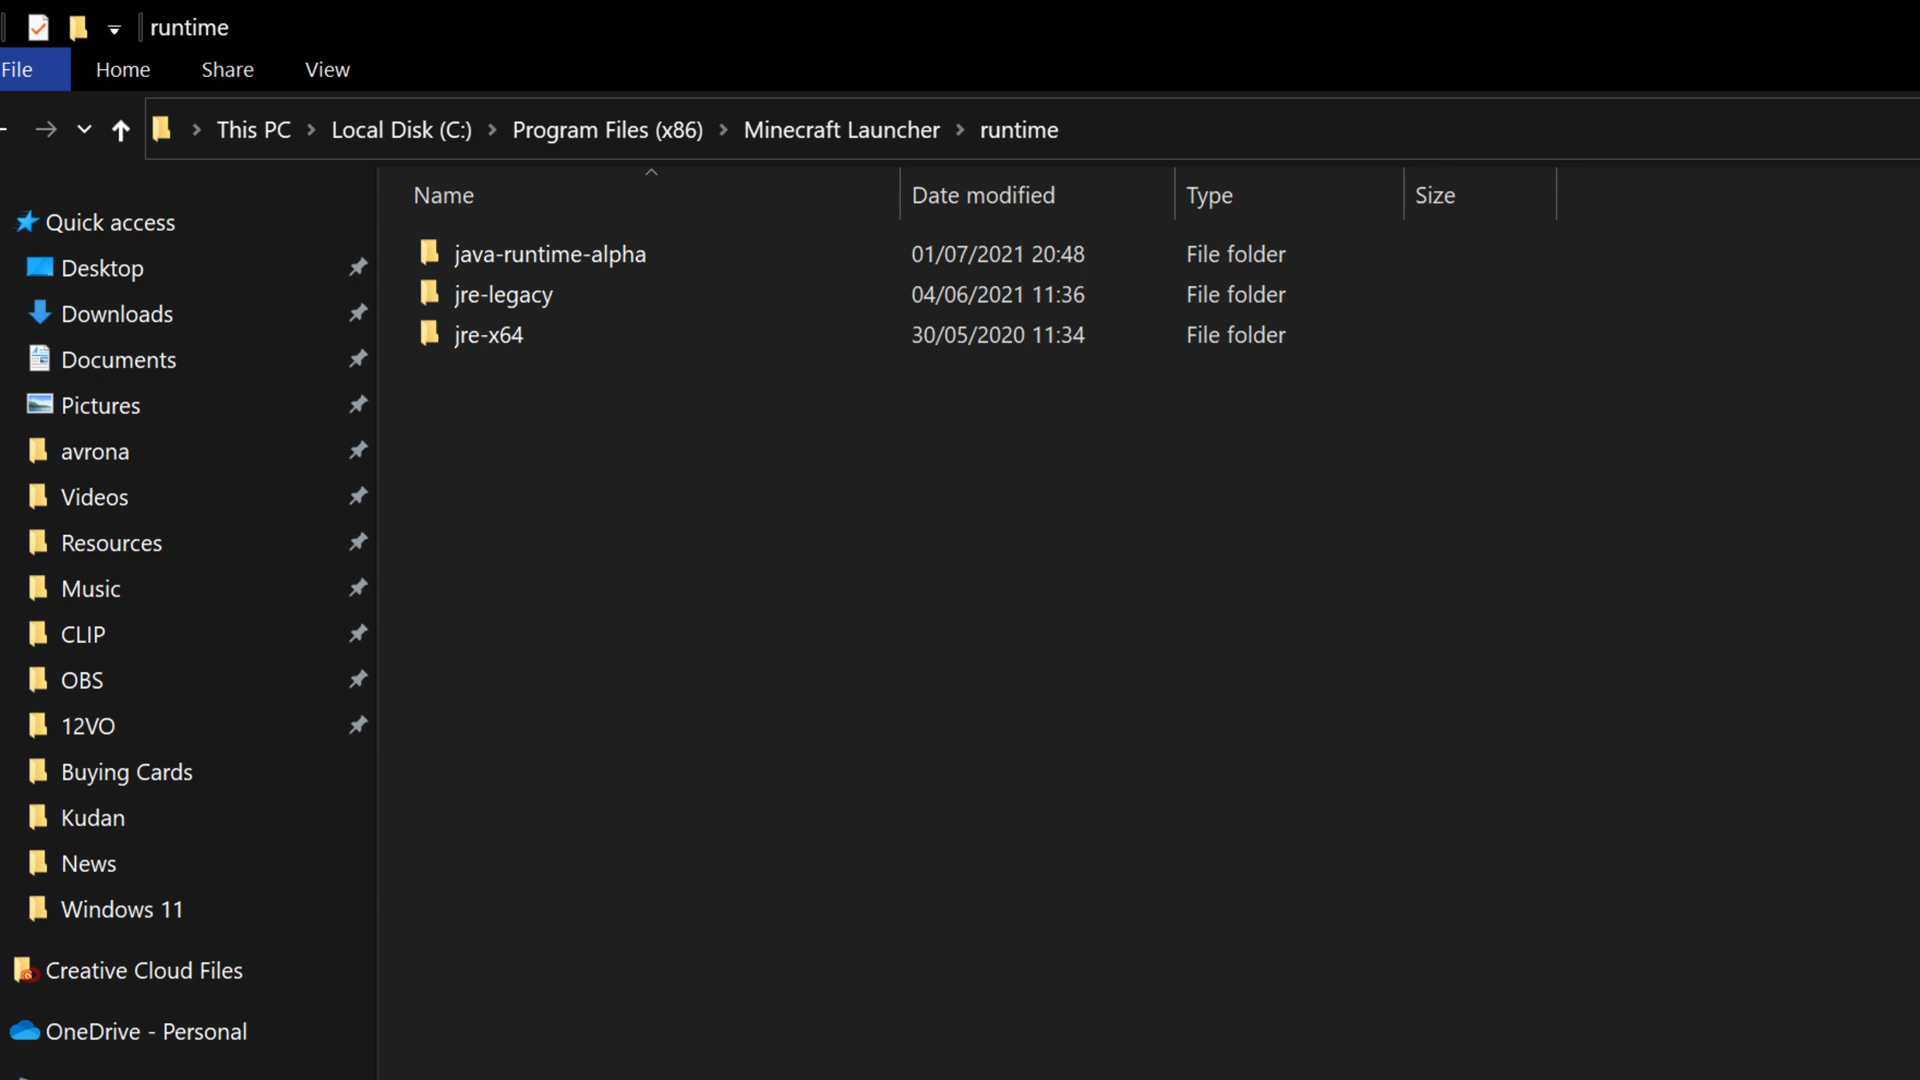 runtime
File Home Share View
This PC Local Disk (C:) Program Files (x86) Minecraft Launcher runtime
Name Date modified Type Size
Quick access
Desktop
Downloads
Documents
Pictures
avrona
Videos
Resources
Music
CLIP
OBS
12VO
Buying Cards
Kudan
News
Windows 11
Creative Cloud Files
OneDrive - Personal
java-runtime-alpha 01/07/2021 20:48 File folder
jre-legacy 04/06/2021 11:36 File folder
jre-x64 30/05/2020 11:34 File folder